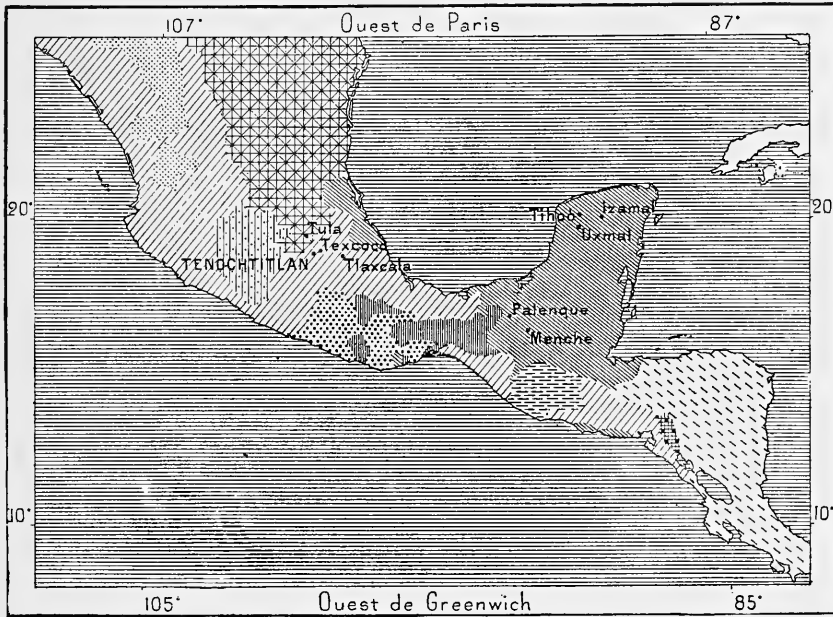 107°
Ouest de Paris
87°
20°
20°
Tihoo
Izamal
Uxmal
Tula
Texcoco
TENOCHTITLAN
Tlaxcala
Palenque
Menche
10°
10°
105°
Ouest de Greenwich
85°